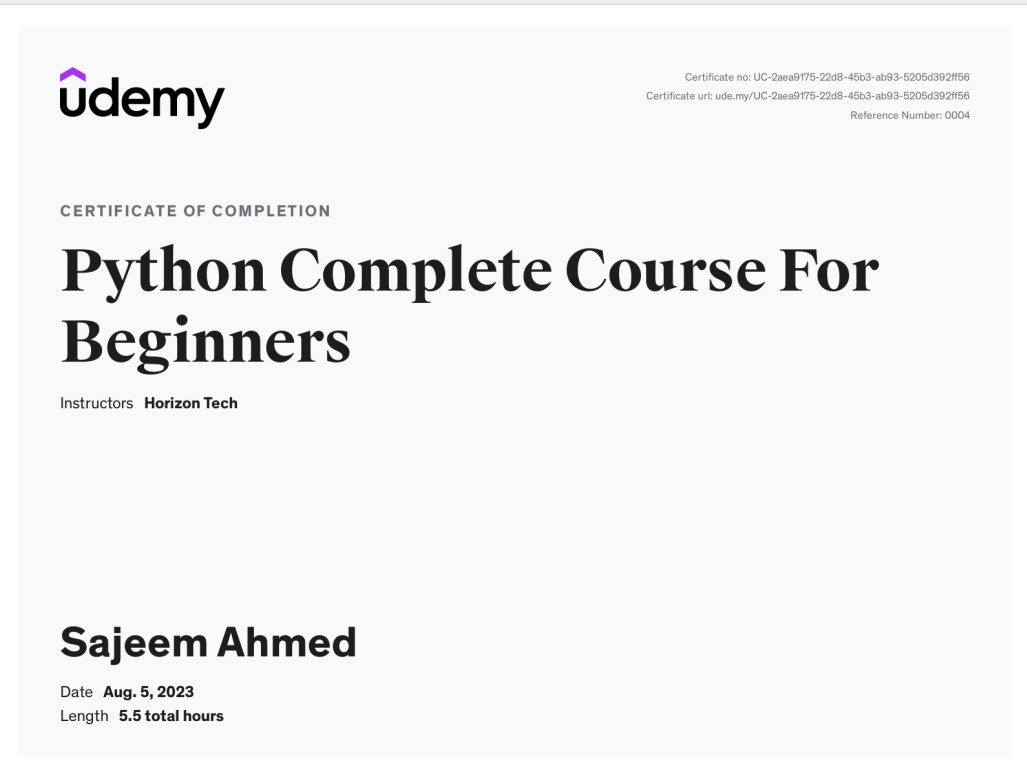 udemy
Certificate no: UC-2aea9175-22d8-45b3-ab93-5205d392ff56
Certificate url: ude.my/UC-2aea9175-22d8-45b3-ab93-5205d392ff56
Reference Number: 0004
CERTIFICATE OF COMPLETION
Python Complete Course For
Beginners
Instructors Horizon Tech
Sajeem Ahmed
Date Aug. 5, 2023
Length 5.5 total hours